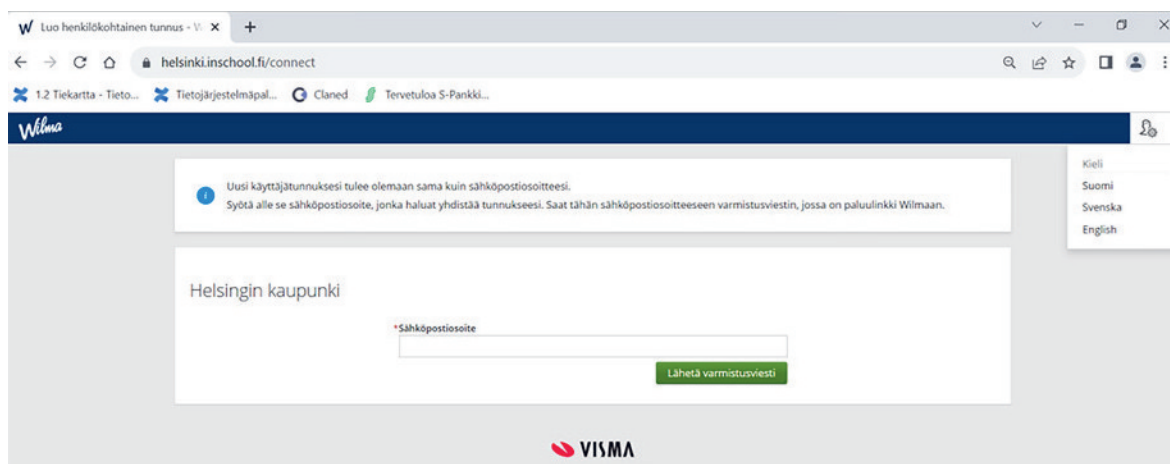 Luo henkilökohtainen tunnus - W
helsinki.inschool.fi/connect
1.2 Tiekartta - Tieto...
Tietojärjestelmäpal...
Claned
Tervetuloa S-Pankki...
Wilma
Kieli
Suomi
Svenska
English
Uusi käyttäjätunnuksesi tulee olemaan sama kuin sähköpostiosoitteesi.
Syötä alle se sähköpostiosoite, jonka haluat yhdistää tunnukseesi. Saat tähän sähköpostiosoitteeseen varmistusviestin, jossa on paluulinkki Wilmaan.
Helsingin kaupunki
*Sähköpostiosoite
Lähetä varmistusviesti
VISMA